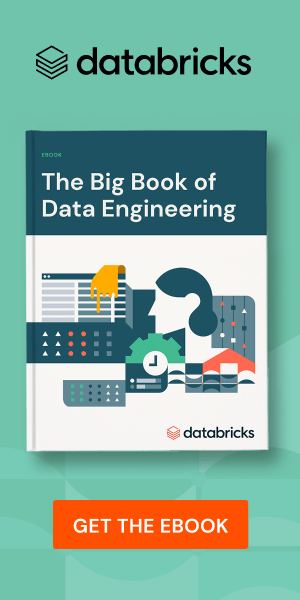 databricks
EBOOK
The Big Book of
Data Engineering
databricks
GET THE EBOOK